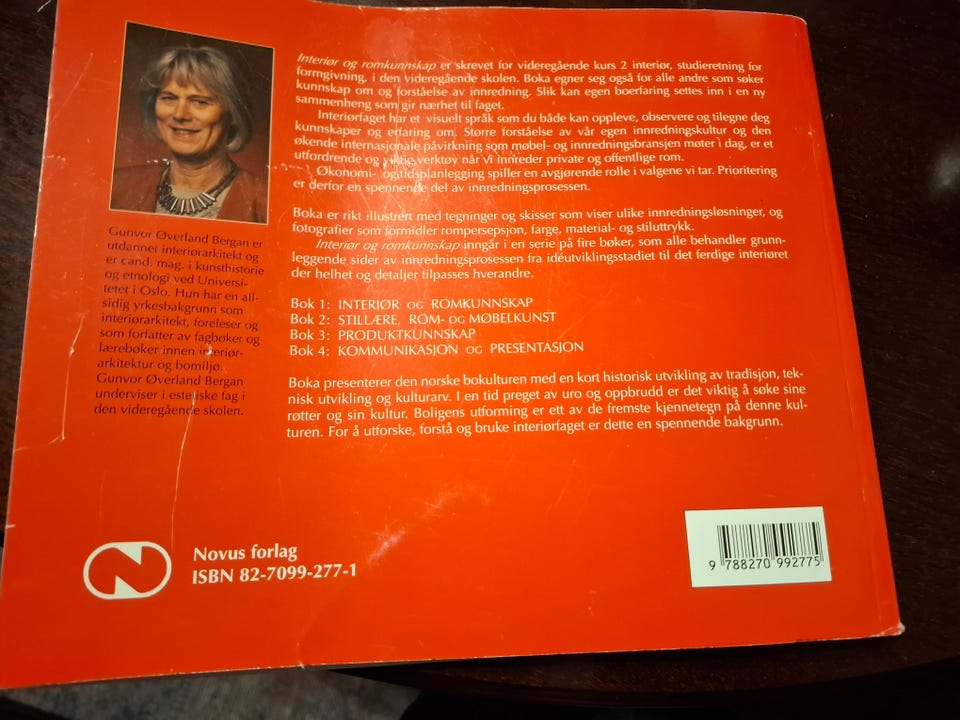 Interiør og romkunnskap er skrevet for videregående kurs 2 interiør, studieretning for
formgivning, i den videregående skolen. Boka egner seg også for alle andre som søker
kunnskap om og forståelse av innredning. Slik kan egen boerfaring settes inn i en ny
sammenheng som gir nærhet til faget.
Interiørfaget har et visuelt språk som du både kan oppleve, observere og tilegne deg
kunnskaper og erfaring om. Større forståelse av vår egen innredningskultur og den
økende internasjonale påvirkning som møbel- og innredningsbransjen møter i dag, er et
utfordrende og viktig verktøy når vi innreder private og offentlige rom.
Økonomi- og tidsplanlegging spiller en avgjørende rolle i valgene vi tar. Prioritering
er derfor en spennende del av innredningsprosessen.
Boka er rikt illustrert med tegninger og skisser som viser ulike innredningsløsninger, og
fotografier som formidler rompersepsjon, farge, material- og stiluttrykk.
Interiør og romkunnskap inngår i en serie på fire bøker, som alle behandler grunn-
leggende sider av innredningsprosessen fra idéutviklingsstadiet til det ferdige interiøret
der helhet og detaljer tilpasses hverandre.
Bok 1: INTERIØR OG ROMKUNNSKAP
Bok 2: STILLÆRE, ROM- OG MØBELKUNST
Bok 3: PRODUKTKUNNSKAP
Bok 4: KOMMUNIKASJON OG PRESENTASJON
Boka presenterer den norske bokulturen med en kort historisk utvikling av tradisjon, tek-
nisk utvikling og kulturarv. I en tid preget av uro og oppbrudd er det viktig å søke sine
røtter og sin kultur. Boligens utforming er ett av de fremste kjennetegn på denne kul-
turen. For å utforske, forstå og bruke interiørfaget er dette en spennende bakgrunn.
Gunvor Øverland Bergan er
utdannet interiørarkitekt og
er cand. mag. i kunsthistorie
og etnologi ved Universi-
tetet i Oslo. Hun har en all-
sidig yrkesbakgrunn som
interiørarkitekt, foreleser og
som forfatter av fagbøker og
lærebøker innen interiør-
arkitektur og bomiljø.
Gunvor Øverland Bergan
underviser i estetiske fag i
den videregående skolen.
Novus forlag
ISBN 82-7099-277-1
9 788270 992775